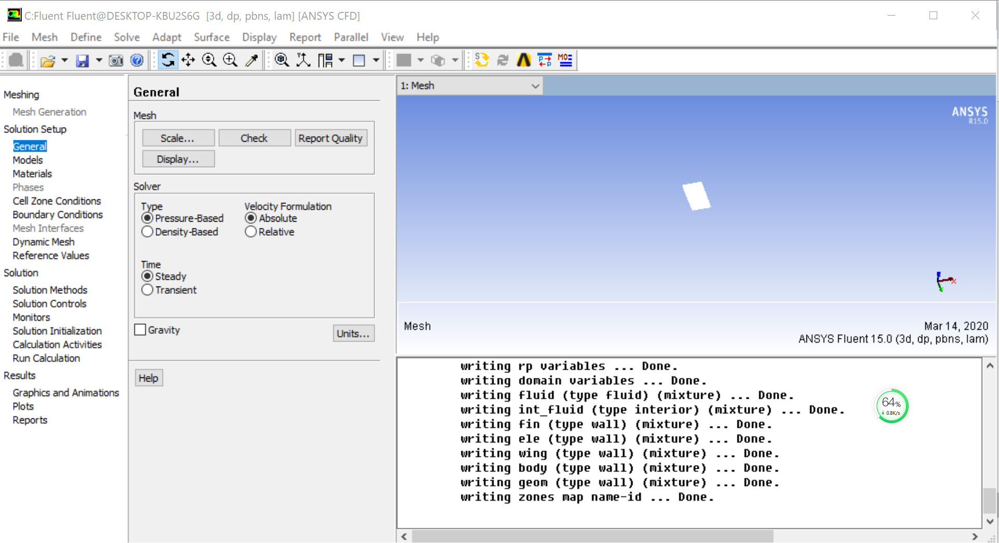 C:Fluent Fluent@DESKTOP-KBU2S6G [3d, dp, pbns, lam] [ANSYS CFD]
File Mesh Define Solve Adapt Surface Display Report Parallel View Help
Meshing
Mesh Generation
Solution Setup
General
Models
Materials
Phases
Cell Zone Conditions
Boundary Conditions
Mesh Interfaces
Dynamic Mesh
Reference Values
Solution
Solution Methods
Solution Controls
Monitors
Solution Initialization
Calculation Activities
Run Calculation
Results
Graphics and Animations
Plots
Reports
General
Mesh
Scale... Check Report Quality
Display...
Solver
Type Velocity Formulation
Pressure-Based Absolute
Density-Based Relative
Time
Steady
Transient
Gravity Units...
Help
1: Mesh
ANSYS
R15.0
X
Mesh
Mar 14, 2020
ANSYS Fluent 15.0 (3d, dp, pbns, lam)
writing rp variables ... Done.
writing domain variables ... Done.
writing fluid (type fluid) (mixture) ... Done.
writing int_fluid (type interior) (mixture) ... Done.
writing fin (type wall) (mixture) ... Done.
writing ele (type wall) (mixture) ... Done.
writing wing (type wall) (mixture) ... Done.
writing body (type wall) (mixture) ... Done.
writing geom (type wall) (mixture) ... Done.
writing zones map name-id ... Done.
64%
↓ 0.8K/s